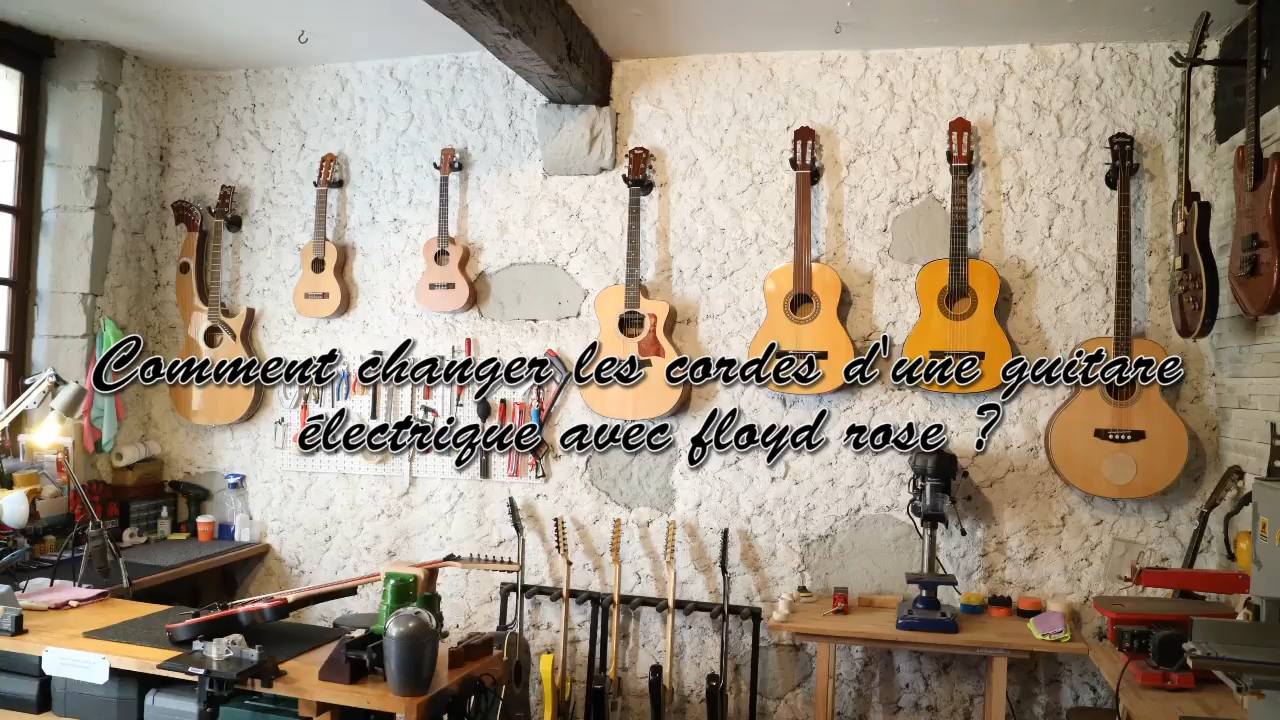 Comment changer les cordes d'une guitare
électrique avec floyd rose ?